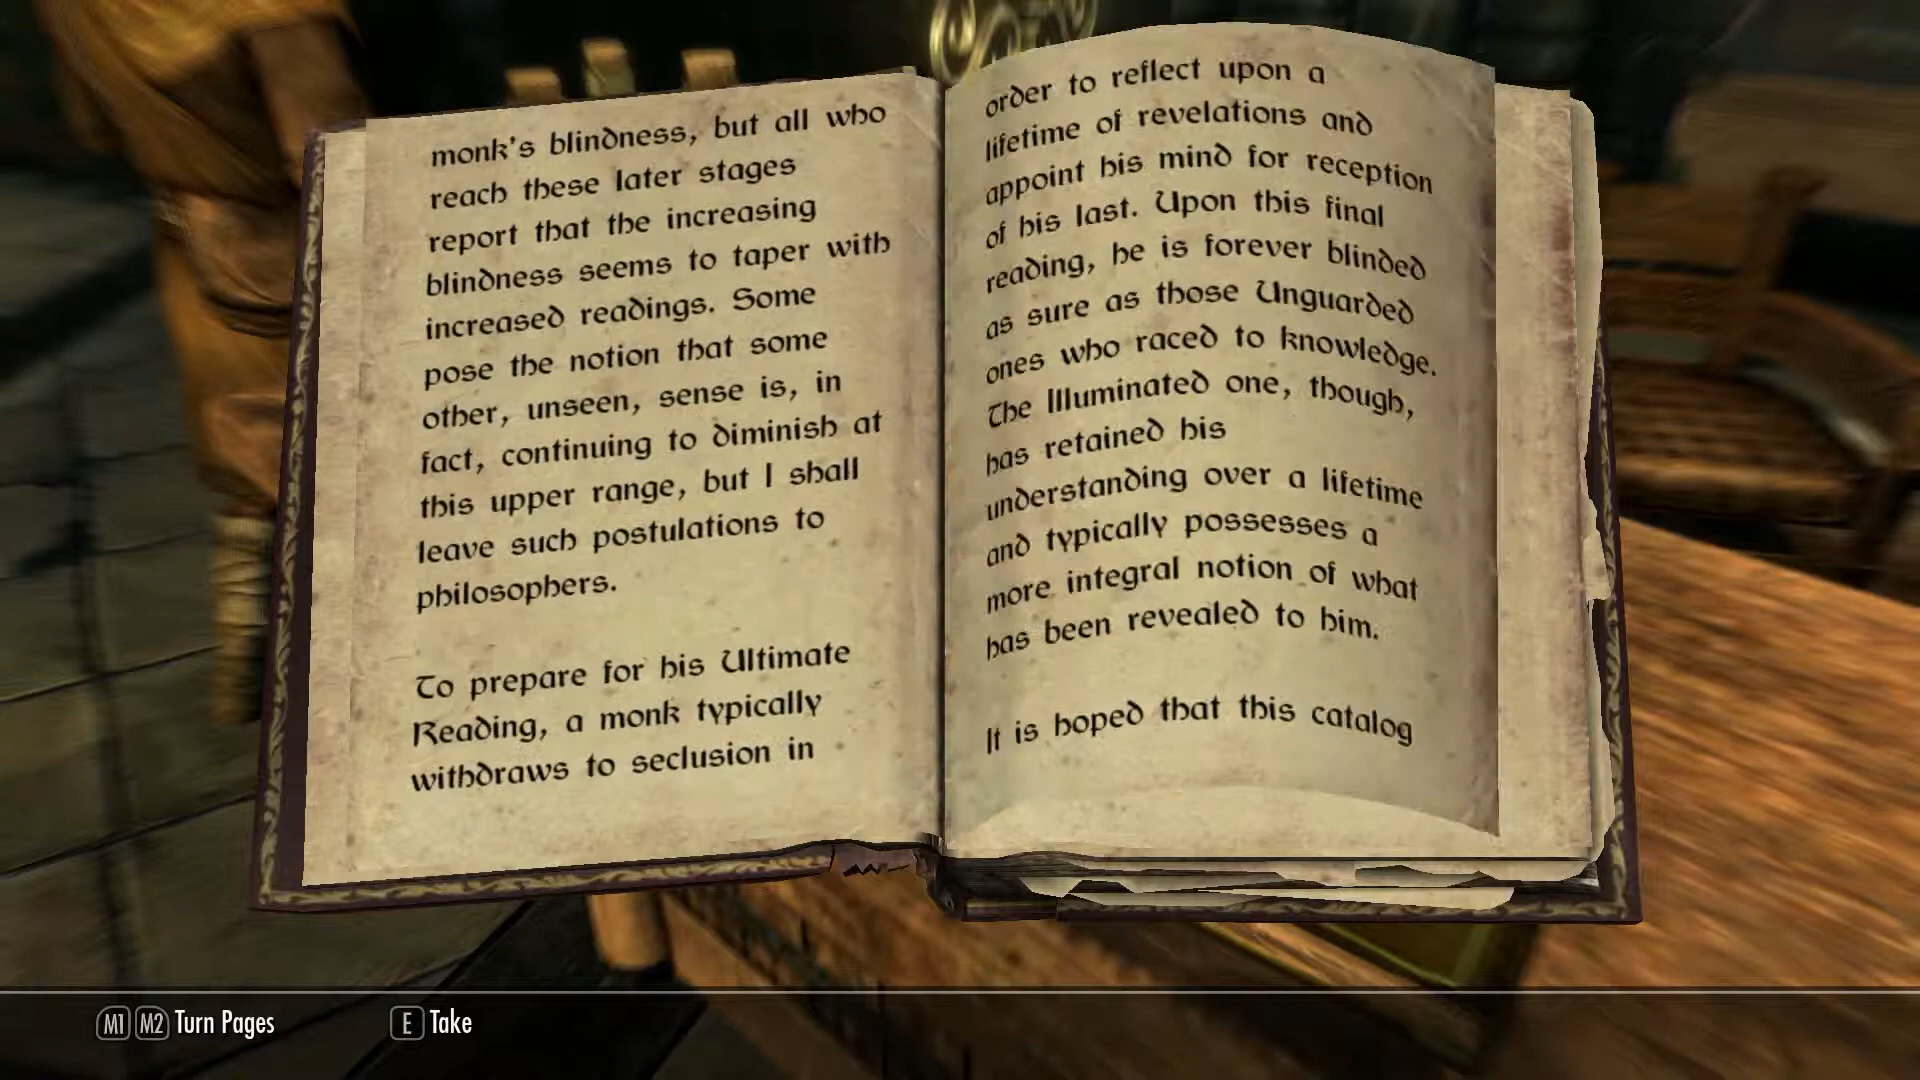 monk's blindness, but all who
reach these later stages
report that the increasing
blindness seems to taper with
increased readings. Some
pose the notion that some
other, unseen, sense is, in
fact, continuing to diminish at
this upper range, but I shall
leave such postulations to
philosophers.
To prepare for his Ultimate
Reading, a monk typically
withdraws to seclusion in
order to reflect upon a
lifetime of revelations and
appoint his mind for reception
of his last. Upon this final
reading, he is forever blinded
as sure as those Unguarded
ones who raced to knowledge.
The Illuminated one, though,
has retained his
understanding over a lifetime
and typically possesses a
more integral notion of what
has been revealed to him.
It is hoped that this catalog
M1 M2 Turn Pages
E Take